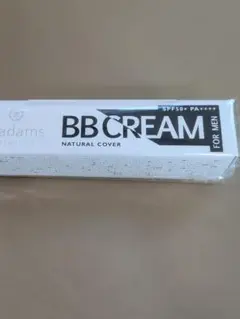 adams
SPF50+ PA++++
BB CREAM
FOR MEN
NATURAL COVER